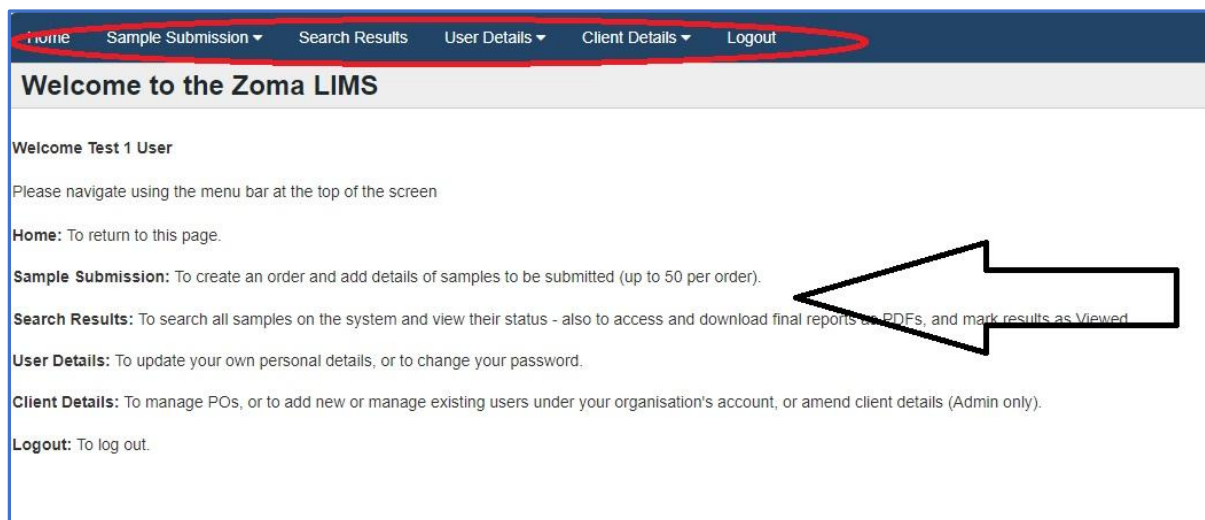 Home Sample Submission Search Results User Details Client Details Logout
Welcome to the Zoma LIMS
Welcome Test 1 User
Please navigate using the menu bar at the top of the screen
Home: To return to this page.
Sample Submission: To create an order and add details of samples to be submitted (up to 50 per order).
Search Results: To search all samples on the system and view their status - also to access and download final reports as PDFs, and mark results as Viewed
User Details: To update your own personal details, or to change your password.
Client Details: To manage POs, or to add new or manage existing users under your organisation's account, or amend client details (Admin only).
Logout: To log out.